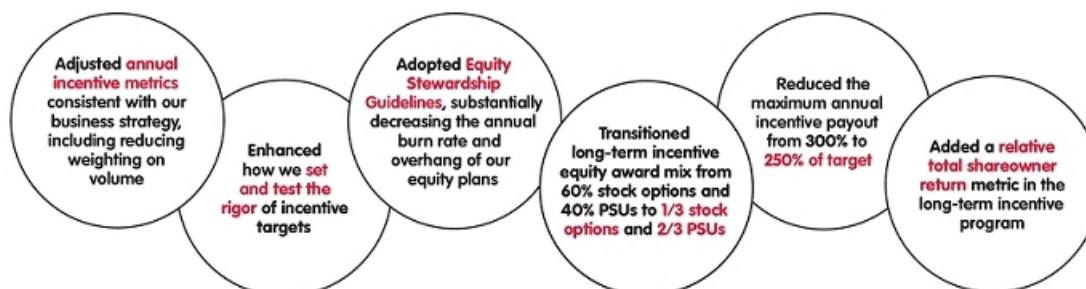 Adjusted annual
incentive metrics
consistent with our
business strategy,
including reducing
weighting on
volume
Enhanced
how we set
and test the
rigor of incentive
targets
Adopted Equity
Stewardship
Guidelines, substantially
decreasing the annual
burn rate and
overhang of our
equity plans
Transitioned
long-term incentive
equity award mix from
60% stock options and
40% PSUs to 1/3 stock
options and 2/3 PSUs
Reduced the
maximum annual
incentive payout
from 300% to
250% of target
Added a relative
total shareowner
return metric in the
long-term incentive
program